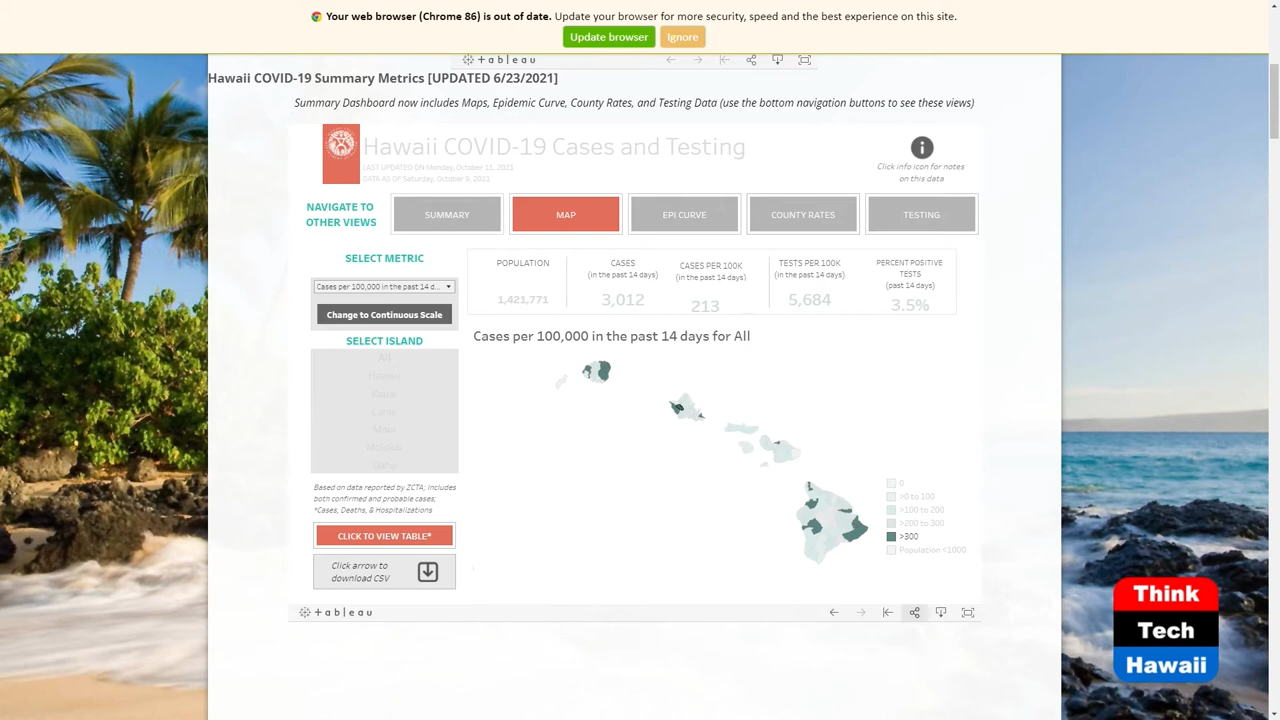 Your web browser (Chrome 86) is out of date. Update your browser for more security, speed and the best experience on this site.
Update browser
Ignore
+ableau
Hawaii COVID-19 Summary Metrics [UPDATED 6/23/2021]
Summary Dashboard now includes Maps, Epidemic Curve, County Rates, and Testing Data (use the bottom navigation buttons to see these views)
Hawaii COVID-19 Cases and Testing
LAST UPDATED ON Monday, October 11, 2021
DATA AS OF Saturday, October 9, 2021
Click info icon for notes
on this data
NAVIGATE TO
OTHER VIEWS
SUMMARY
MAP
EPI CURVE
COUNTY RATES
TESTING
SELECT METRIC
Cases per 100,000 in the past 14 d...
Change to Continuous Scale
SELECT ISLAND
All
Hawaii
Kauai
Lanai
Maui
Molokai
Oahu
Based on data reported by ZCTA; Includes
both confirmed and probable cases;
*Cases, Deaths, & Hospitalizations
CLICK TO VIEW TABLE*
Click arrow to
download CSV
POPULATION
1,421,771
CASES
(in the past 14 days)
3,012
CASES PER 100K
(in the past 14 days)
213
TESTS PER 100K
(in the past 14 days)
5,684
PERCENT POSITIVE
TESTS
(past 14 days)
3.5%
Cases per 100,000 in the past 14 days for All
0
>0 to 100
>100 to 200
>200 to 300
>300
Population <1000
+ableau
Think
Tech
Hawaii